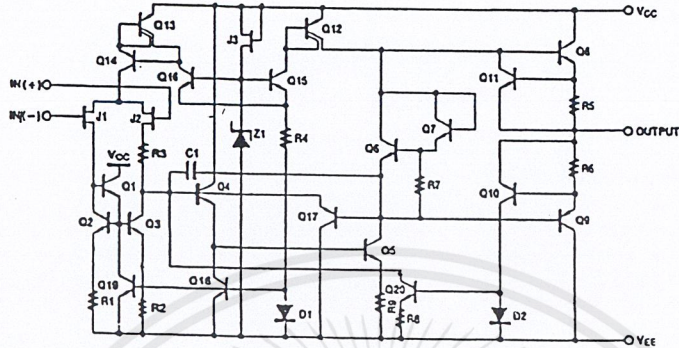 Q13
J3
Q12
VCC
Q14
Q16
Q15
Q11
Q8
IN(+)
IN(-)
J1
J2
R5
Z1
R4
Q7
OUTPUT
R3
Q6
VCC
C1
R6
Q1
Q4
R7
Q10
Q2
Q3
Q17
Q9
Q5
Q19
Q18
Q20
R1
R2
D1
R9
R8
D2
VEE